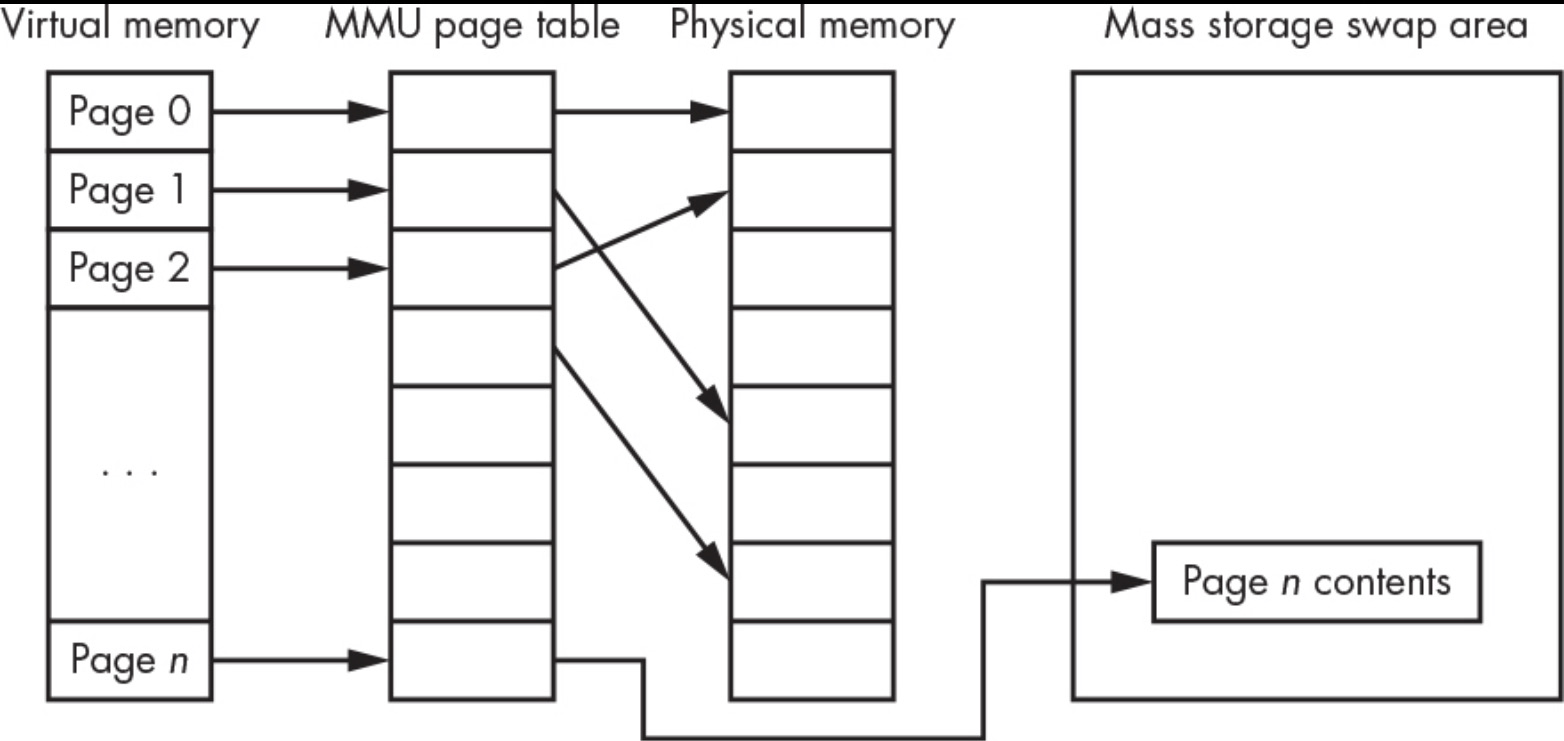 Virtual memory
MMU page table
Physical memory
Mass storage swap area
Page 0
Page 1
Page 2
. . .
Page n
Page n contents